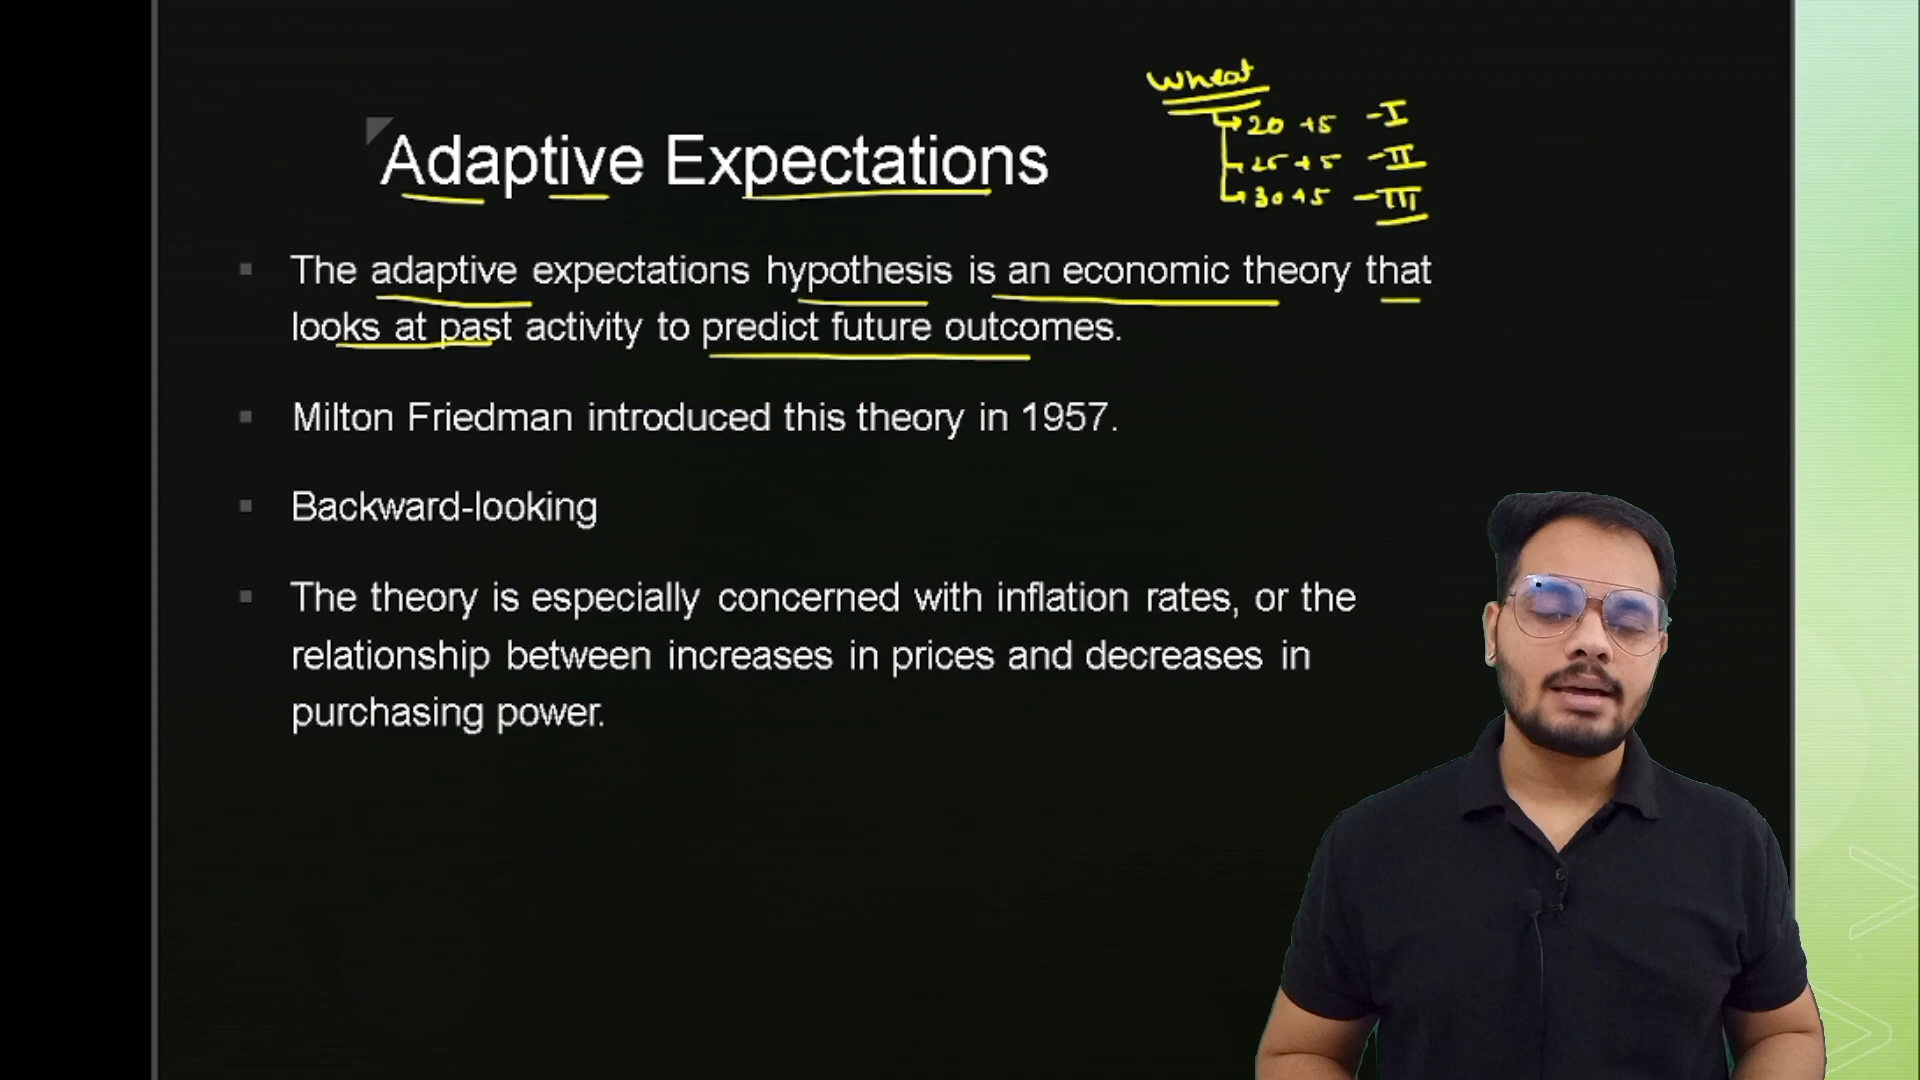 Wheat
20 +5 - I
25 + 5 - II
30 + 5 - III
Adaptive Expectations
The adaptive expectations hypothesis is an economic theory that
looks at past activity to predict future outcomes.
Milton Friedman introduced this theory in 1957.
Backward-looking
The theory is especially concerned with inflation rates, or the
relationship between increases in prices and decreases in
purchasing power.